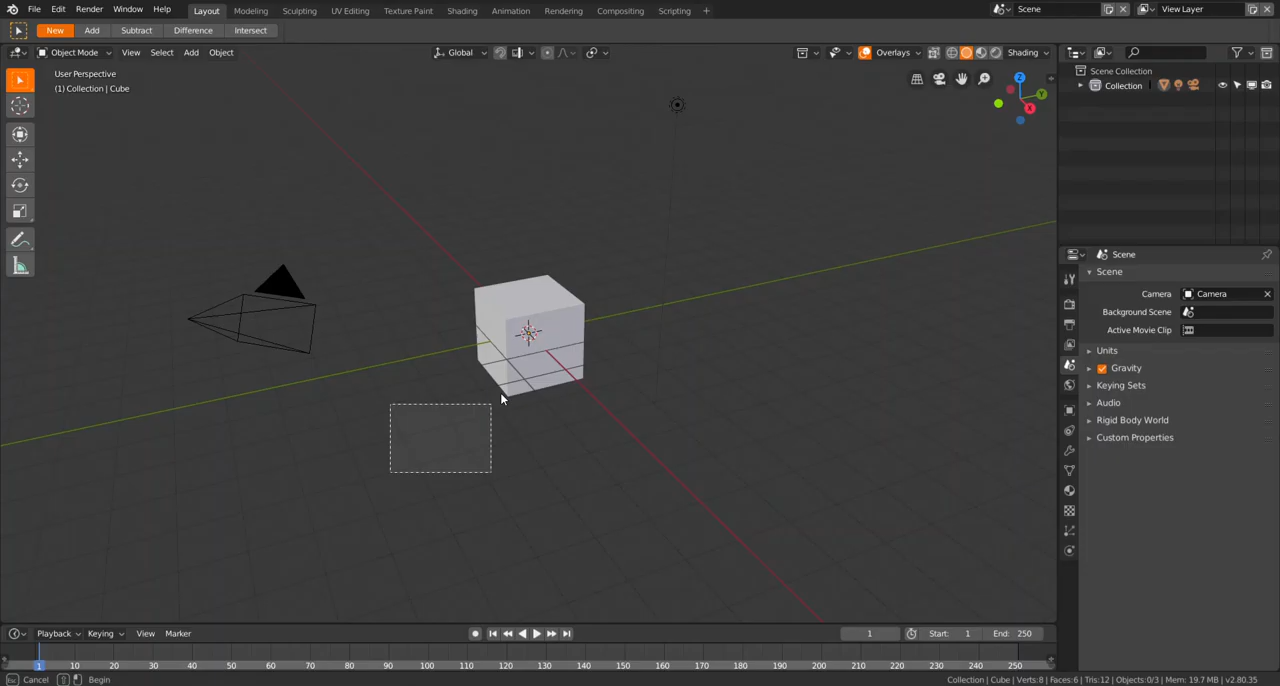 File Edit Render Window Help Layout Modeling Sculpting UV Editing Texture Paint Shading Animation Rendering Compositing Scripting + Scene View Layer
New Add Subtract Difference Intersect
Object Mode View Select Add Object Global Overlays Shading
User Perspective
(1) Collection | Cube
Z
Y
X
Scene Collection
Collection
Scene
Scene
Camera Camera
Background Scene
Active Movie Clip
Units
Gravity
Keying Sets
Audio
Rigid Body World
Custom Properties
Playback Keying View Marker 1 Start: 1 End: 250
1 10 20 30 40 50 60 70 80 90 100 110 120 130 140 150 160 170 180 190 200 210 220 230 240 250
Cancel Begin Collection | Cube | Verts:8 | Faces:6 | Tris:12 | Objects:0/3 | Mem: 19.7 MB | v2.80.35